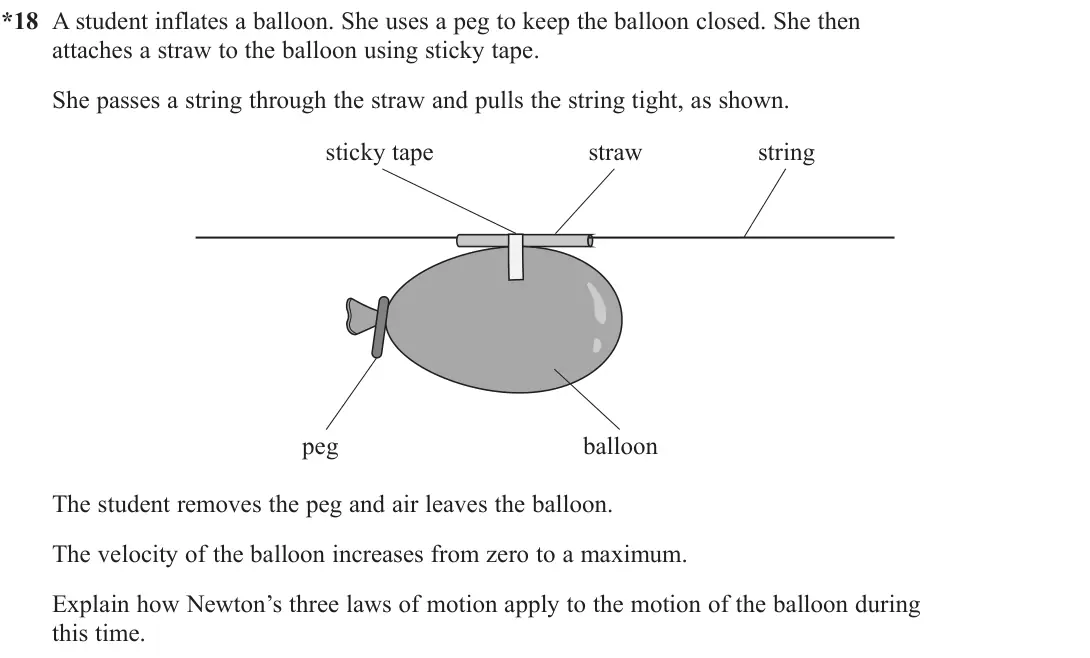 *18 A student inflates a balloon. She uses a peg to keep the balloon closed. She then
attaches a straw to the balloon using sticky tape.
She passes a string through the straw and pulls the string tight, as shown.
sticky tape straw string
peg balloon
The student removes the peg and air leaves the balloon.
The velocity of the balloon increases from zero to a maximum.
Explain how Newton’s three laws of motion apply to the motion of the balloon during
this time.